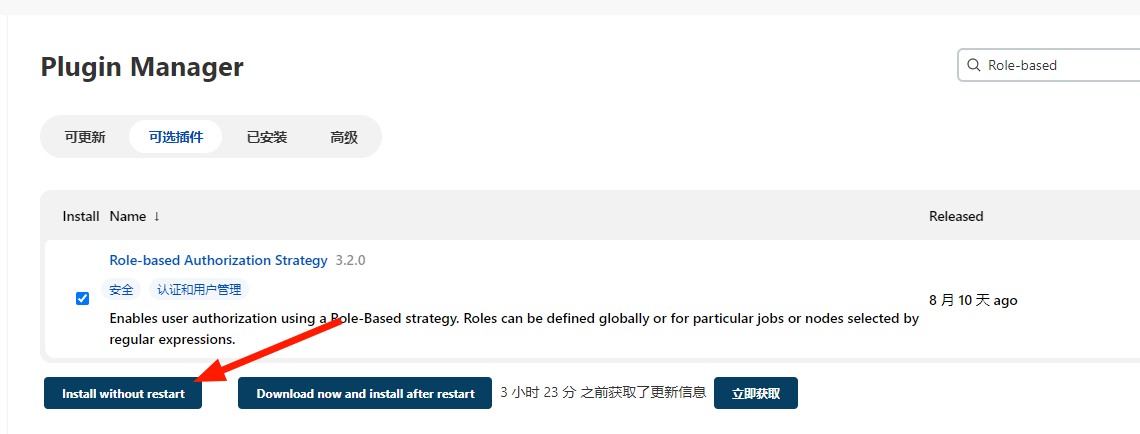 Plugin Manager
Role-based
可更新 可选插件 已安装 高级
Install Name ↓ Released
Role-based Authorization Strategy 3.2.0
安全 认证和用户管理
8 月 10 天 ago
Enables user authorization using a Role-Based strategy. Roles can be defined globally or for particular jobs or nodes selected by
regular expressions.
Install without restart Download now and install after restart 3 小时 23 分 之前获取了更新信息 立即获取